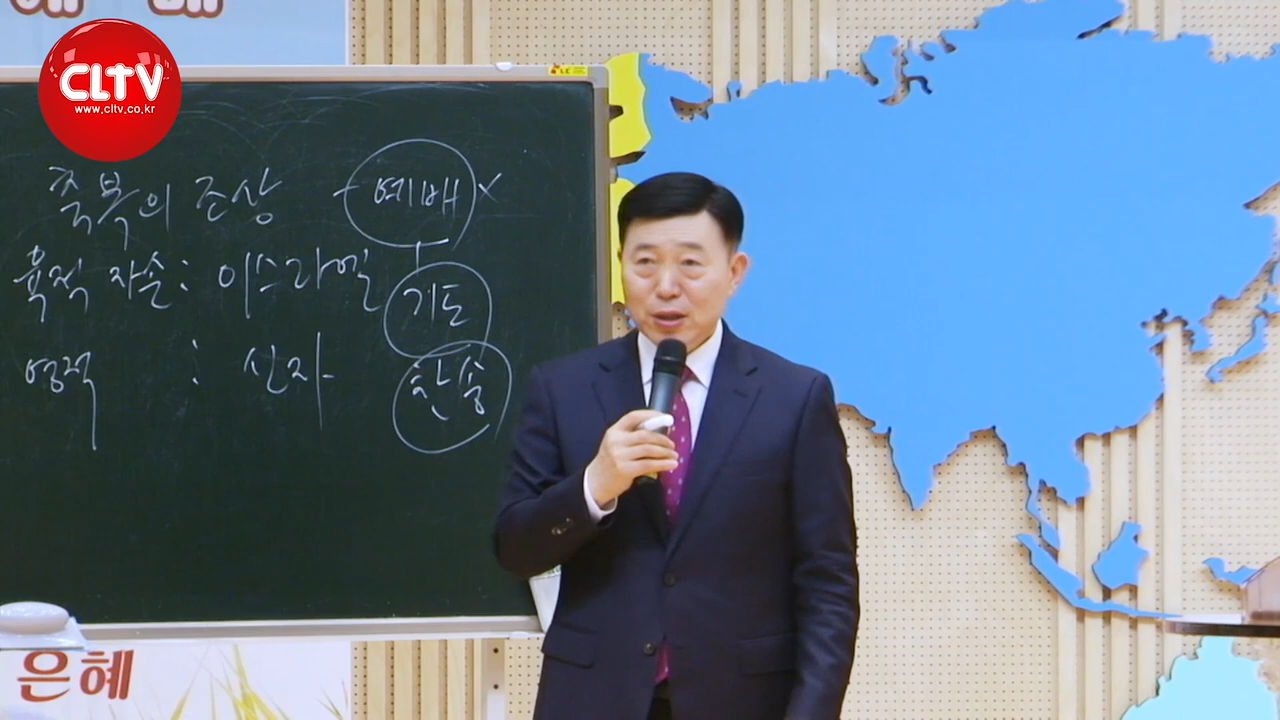 CLTV
www.cltv.co.kr
축복의 조상 - 예배 ×
육적 자손 : 이스라엘
기도
영적 : 신자
찬송
은혜